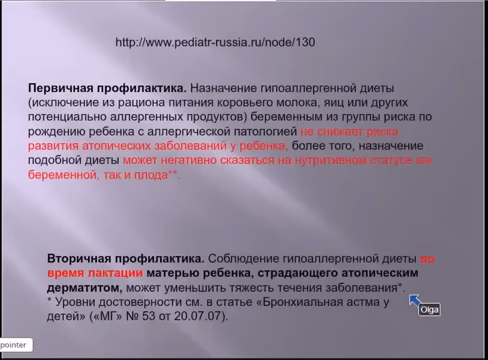 http://www.pediatr-russia.ru/node/130
Первичная профилактика. Назначение гипоаллергенной диеты
(исключение из рациона питания коровьего молока, яиц или других
потенциально аллергенных продуктов) беременным из группы риска по
рождению ребенка с аллергической патологией не снижает риска
развития атопических заболеваний у ребенка, более того, назначение
подобной диеты может негативно сказаться на нутритивном статусе как
беременной, так и плода**.
Вторичная профилактика. Соблюдение гипоаллергенной диеты во
время лактации матерью ребенка, страдающего атопическим
дерматитом, может уменьшить тяжесть течения заболевания*.
* Уровни достоверности см. в статье «Бронхиальная астма у
детей» («МГ» № 53 от 20.07.07).
Olga
pointer